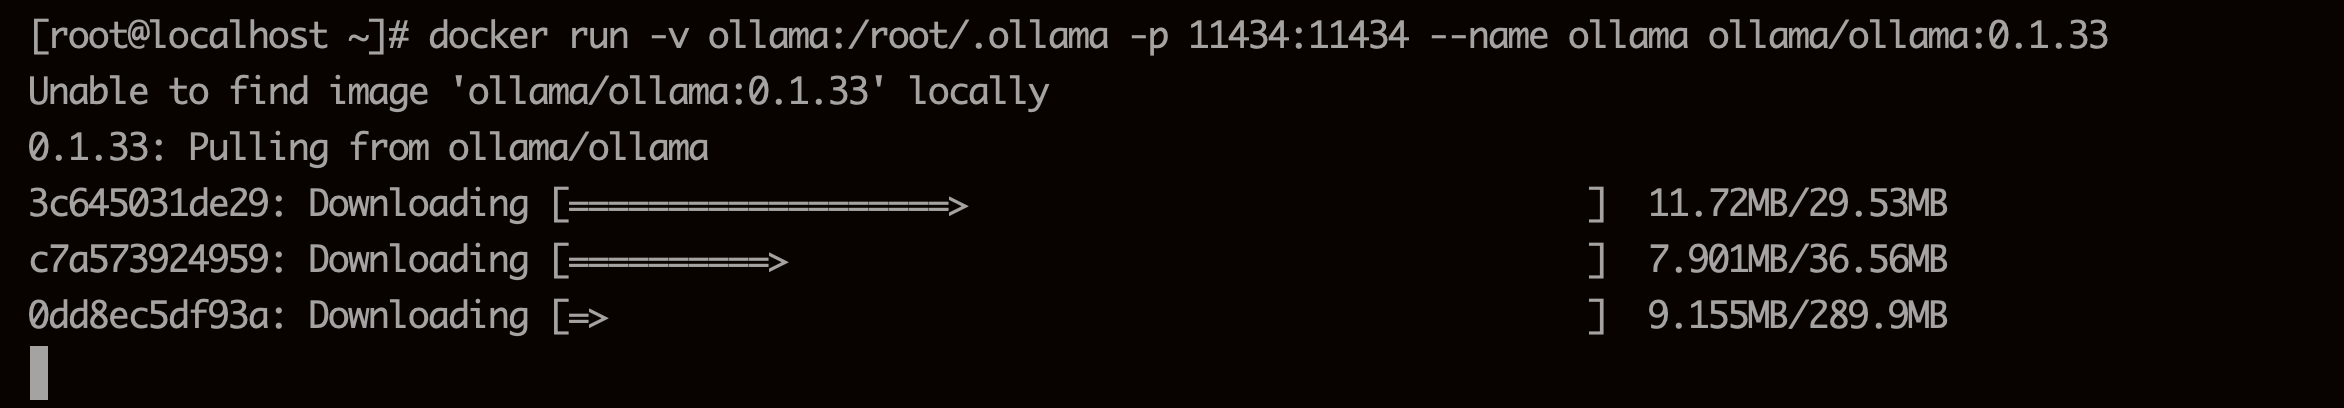 [root@localhost ~]# docker run -v ollama:/root/.ollama -p 11434:11434 --name ollama ollama/ollama:0.1.33
Unable to find image 'ollama/ollama:0.1.33' locally
0.1.33: Pulling from ollama/ollama
3c645031de29: Downloading [===================>                               ]  11.72MB/29.53MB
c7a573924959: Downloading [==========>                                        ]  7.901MB/36.56MB
0dd8ec5df93a: Downloading [=>                                                 ]  9.155MB/289.9MB